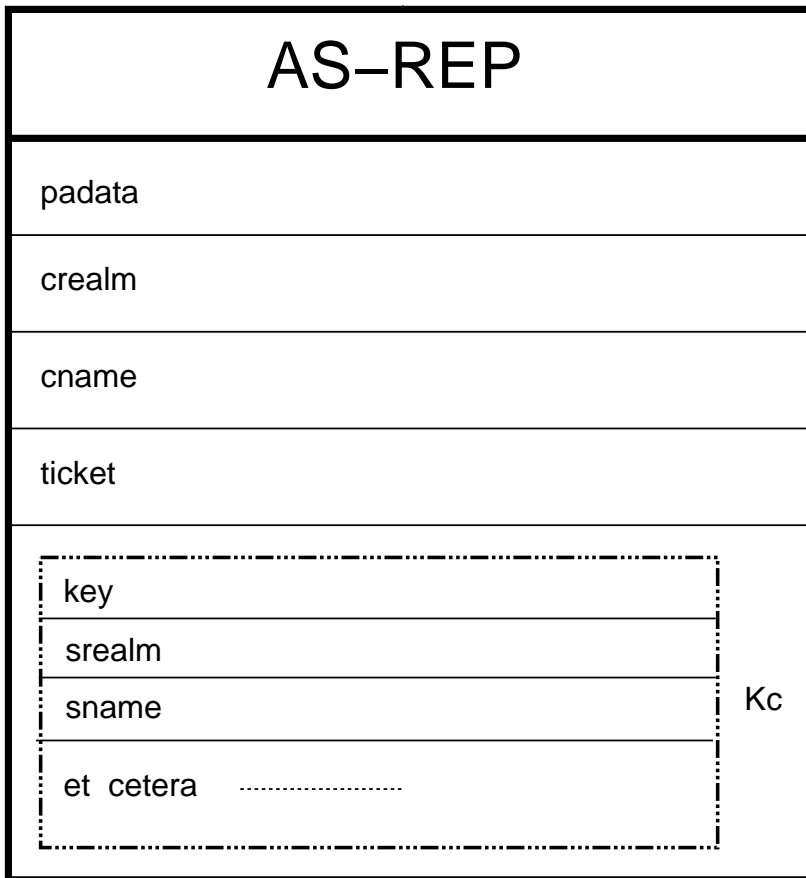 AS–REP
padata
crealm
cname
ticket
key
srealm
sname
Kc
et cetera